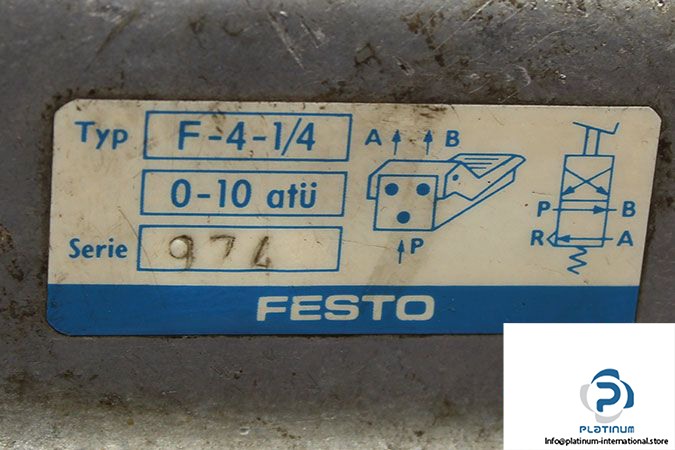 Typ F-4-1/4
0-10 atü
Serie 974
A B
P
P B
R A
FESTO
PLATINUM
Info@platinum-international.store